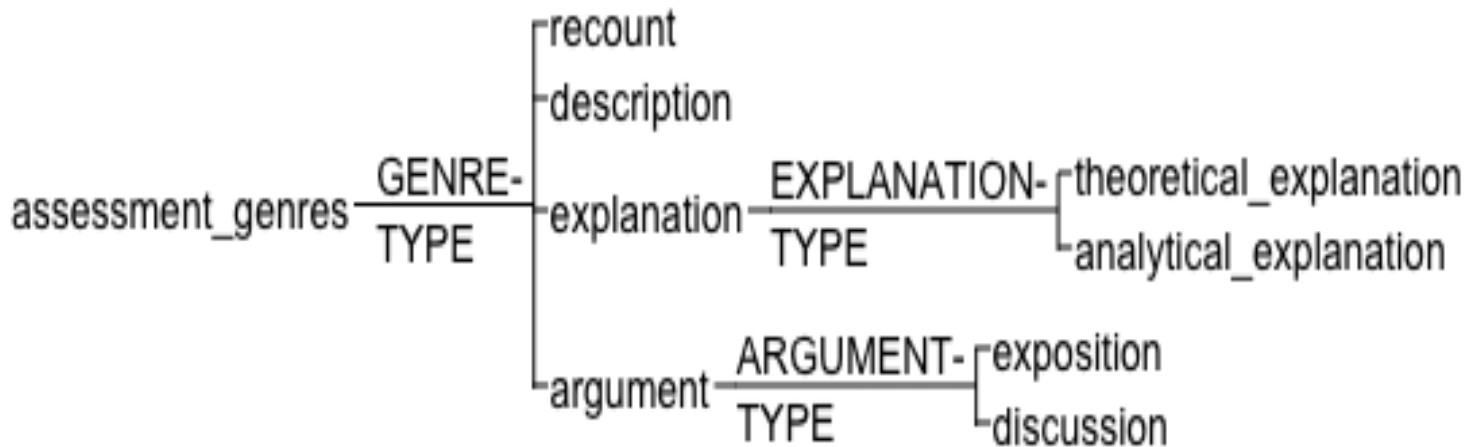 recount
description
assessment_genres
GENRE-
TYPE
explanation
EXPLANATION-
TYPE
theoretical_explanation
analytical_explanation
argument
ARGUMENT-
TYPE
exposition
discussion